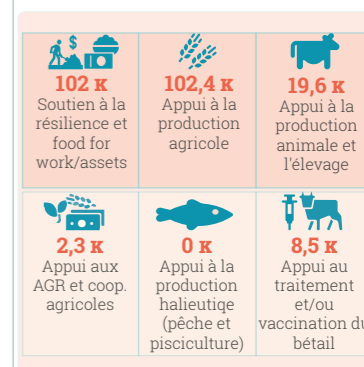 102 K
Soutien à la
résilience et
food for
work/assets
102,4 K
Appui à la
production
agricole
19,6 K
Appui à la
production
animale et
l'élevage
2,3 K
Appui aux
AGR et coop.
agricoles
0 K
Appui à la
production
halieutiqe
(pêche et
pisciculture)
8,5 K
Appui au
traitement
et/ou
vaccination du
bétail